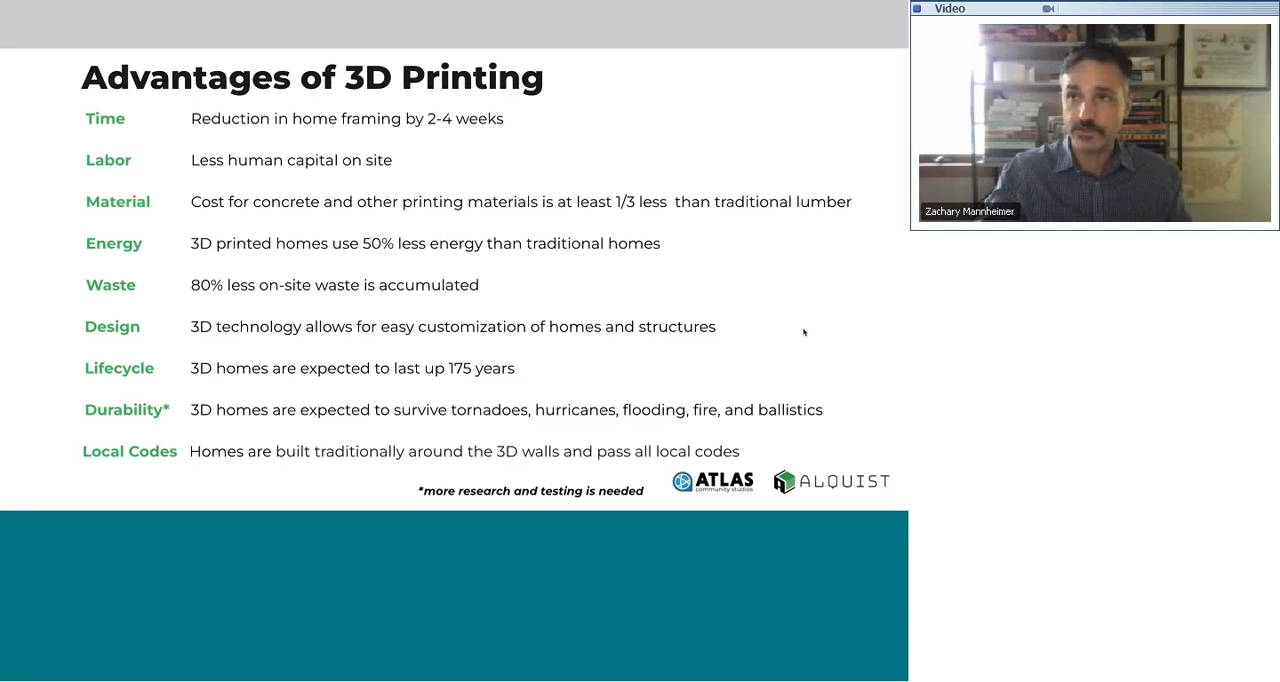 Advantages of 3D Printing
Time Reduction in home framing by 2-4 weeks
Labor Less human capital on site
Material Cost for concrete and other printing materials is at least 1/3 less than traditional lumber
Energy 3D printed homes use 50% less energy than traditional homes
Waste 80% less on-site waste is accumulated
Design 3D technology allows for easy customization of homes and structures
Lifecycle 3D homes are expected to last up 175 years
Durability* 3D homes are expected to survive tornadoes, hurricanes, flooding, fire, and ballistics
Local Codes Homes are built traditionally around the 3D walls and pass all local codes
*more research and testing is needed
ATLAS
community studios
ALQUIST
Video
Zachary Mannheimer